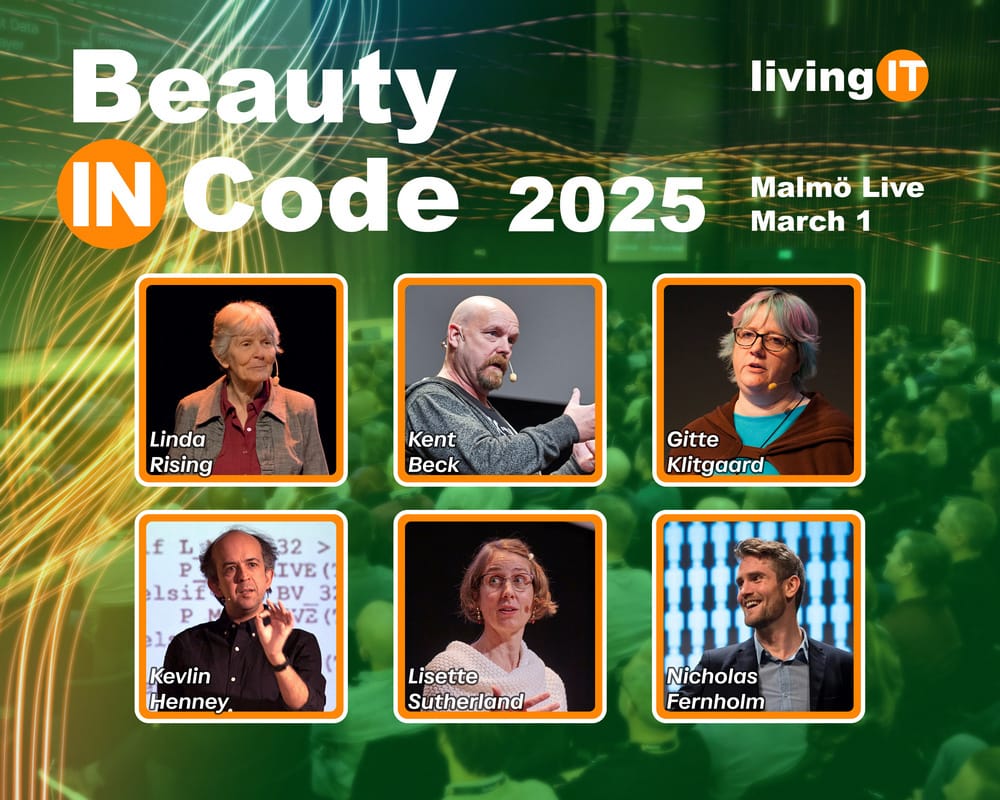 Beauty
IN Code 2025
livingIT
Malmö Live
March 1
Linda
Rising
Kent
Beck
Gitte
Klitgaard
Kevlin
Henney
Lisette
Sutherland
Nicholas
Fernholm